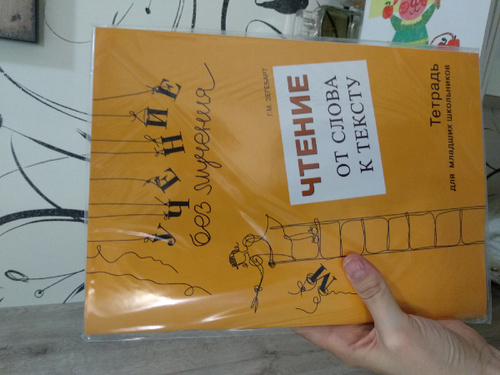 УЧЕНИЕ
без мучения
Г.М. ЗЕГЕБАРТ
ЧТЕНИЕ
ОТ СЛОВА
К ТЕКСТУ
Тетрадь
для младших школьников